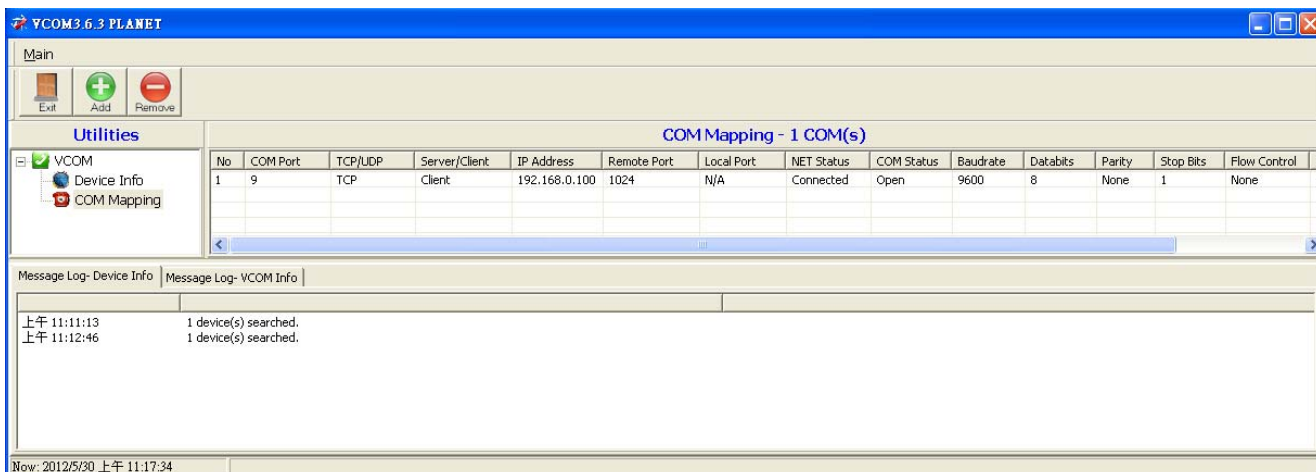 VCOM3.6.3 PLANET
Main
Exit Add Remove
Utilities
COM Mapping - 1 COM(s)
VCOM
Device Info
COM Mapping
No COM Port TCP/UDP Server/Client IP Address Remote Port Local Port NET Status COM Status Baudrate Databits Parity Stop Bits Flow Control
1 9 TCP Client 192.168.0.100 1024 N/A Connected Open 9600 8 None 1 None
Message Log- Device Info Message Log- VCOM Info
上午 11:11:13 1 device(s) searched.
上午 11:12:46 1 device(s) searched.
Now: 2012/5/30 上午 11:17:34